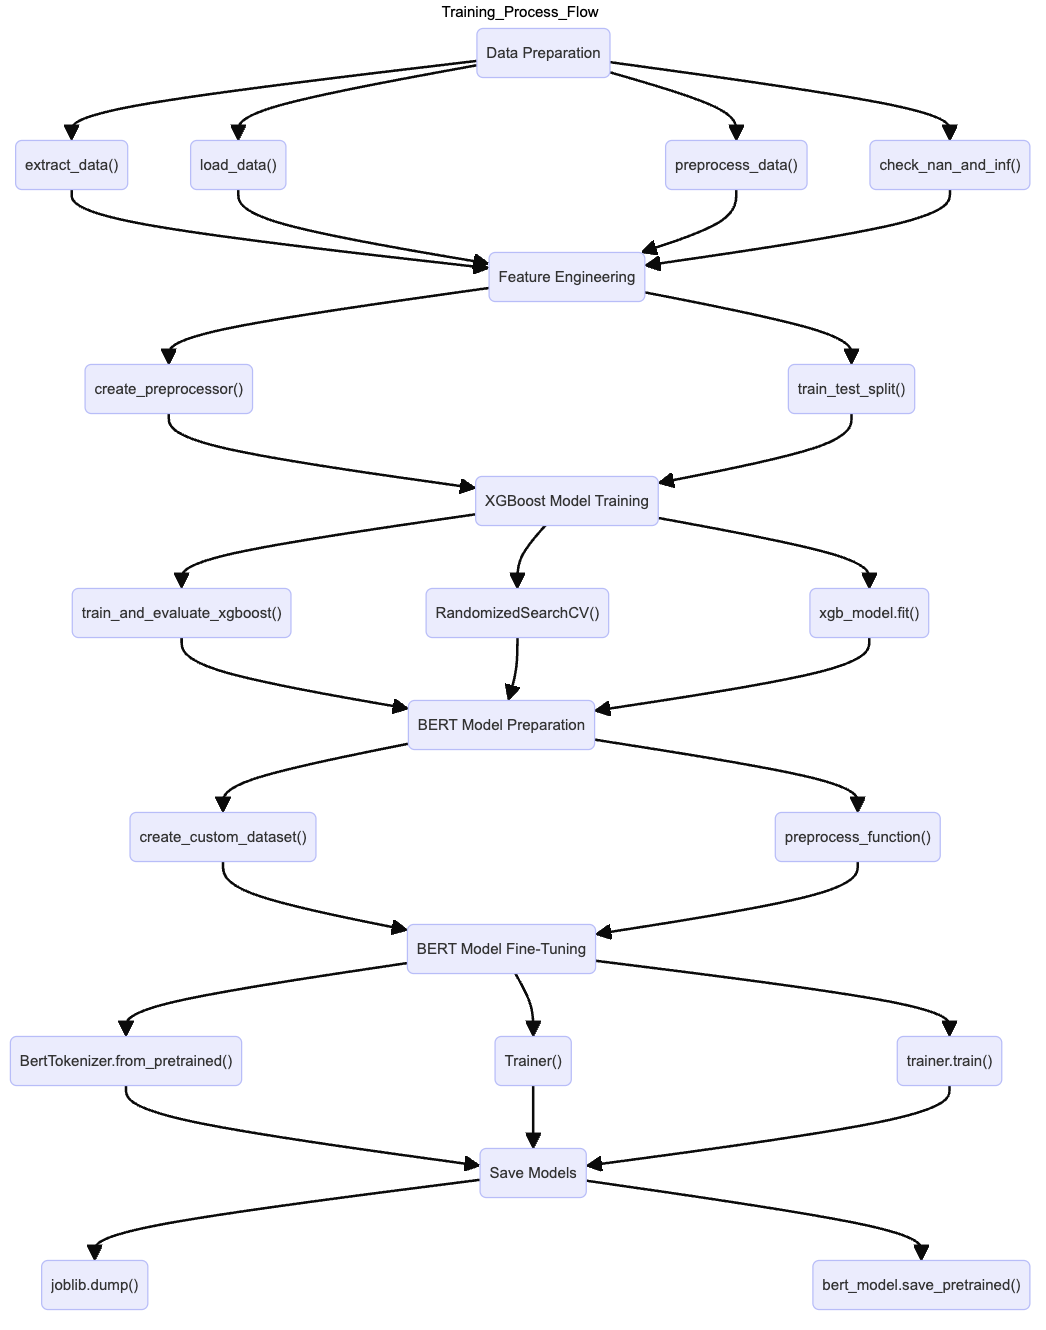 Training_Process_Flow
Data Preparation
extract_data()
load_data()
preprocess_data()
check_nan_and_inf()
Feature Engineering
create_preprocessor()
train_test_split()
XGBoost Model Training
train_and_evaluate_xgboost()
RandomizedSearchCV()
xgb_model.fit()
BERT Model Preparation
create_custom_dataset()
preprocess_function()
BERT Model Fine-Tuning
BertTokenizer.from_pretrained()
Trainer()
trainer.train()
Save Models
joblib.dump()
bert_model.save_pretrained()